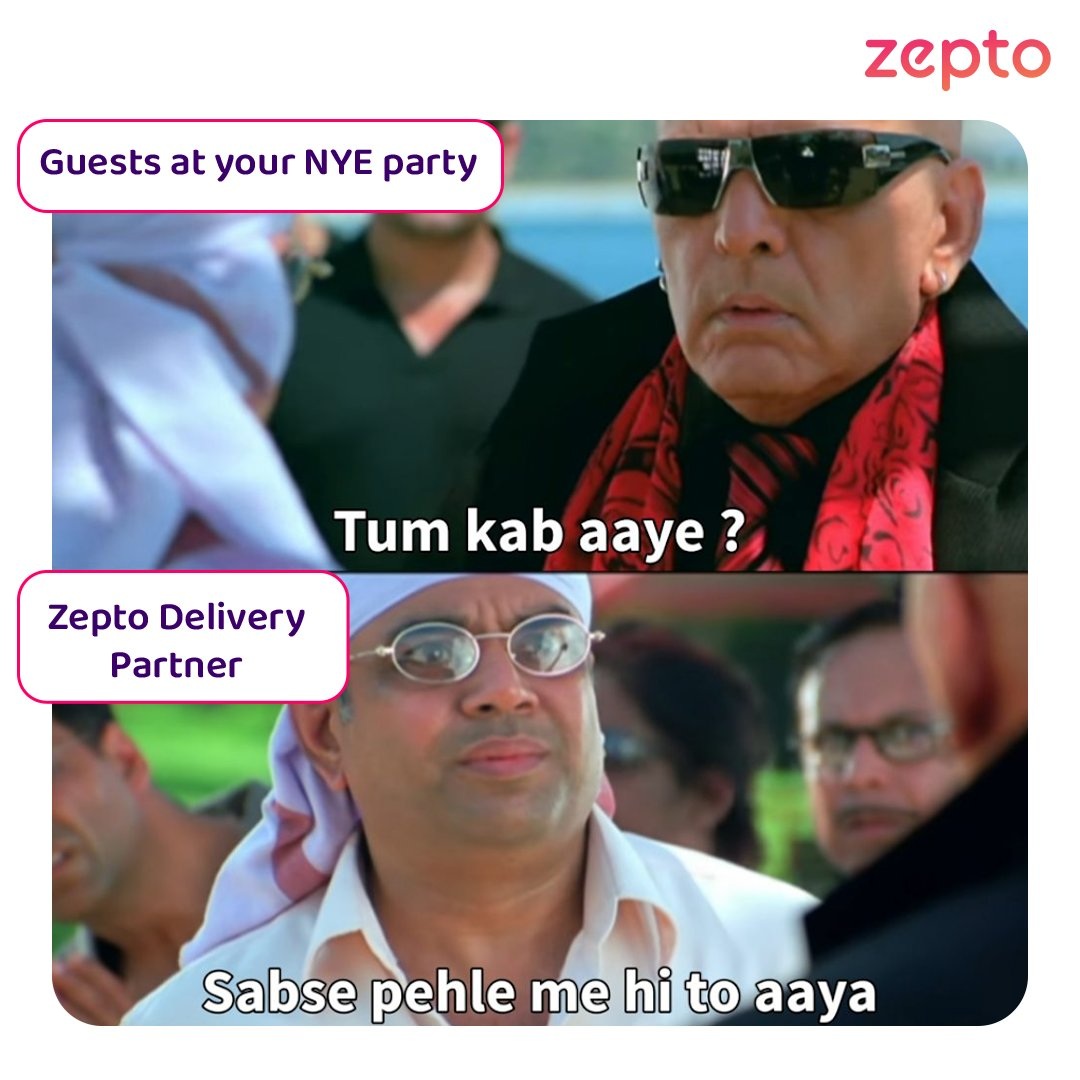 zepto
Guests at your NYE party
Tum kab aaye ?
Zepto Delivery
Partner
Sabse pehle me hi to aaya